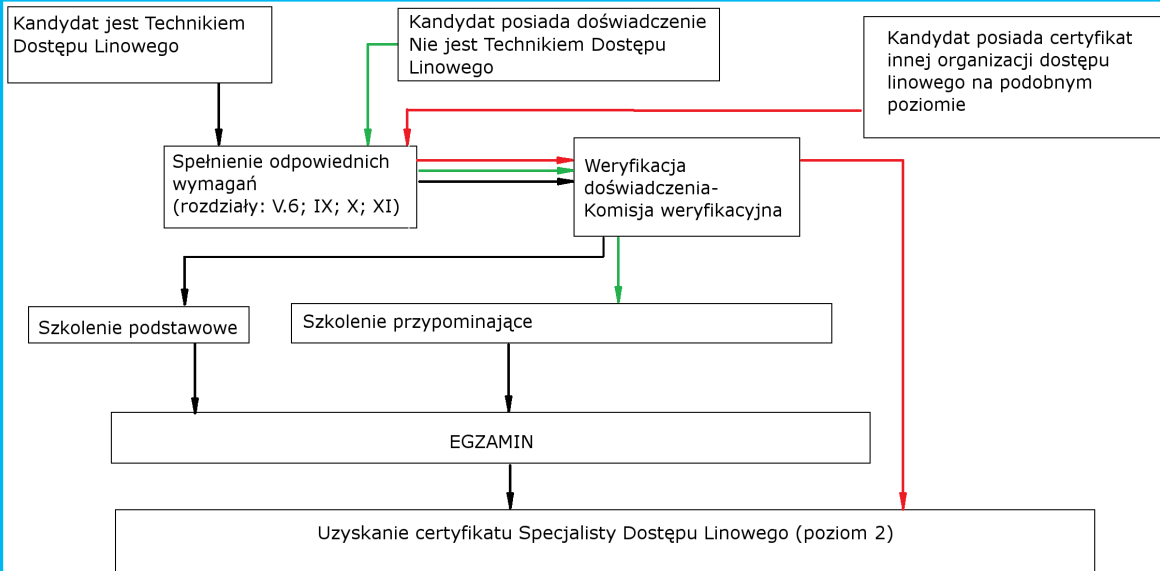 Kandydat jest Technikiem
Dostępu Linowego
Kandydat posiada doświadczenie
Nie jest Technikiem Dostępu
Linowego
Kandydat posiada certyfikat
innej organizacji dostępu
linowego na podobnym
poziomie
Spełnienie odpowiednich
wymagań
(rozdziały: V.6; IX; X; XI)
Weryfikacja
doświadczenia-
Komisja weryfikacyjna
Szkolenie podstawowe
Szkolenie przypominające
EGZAMIN
Uzyskanie certyfikatu Specjalisty Dostępu Linowego (poziom 2)